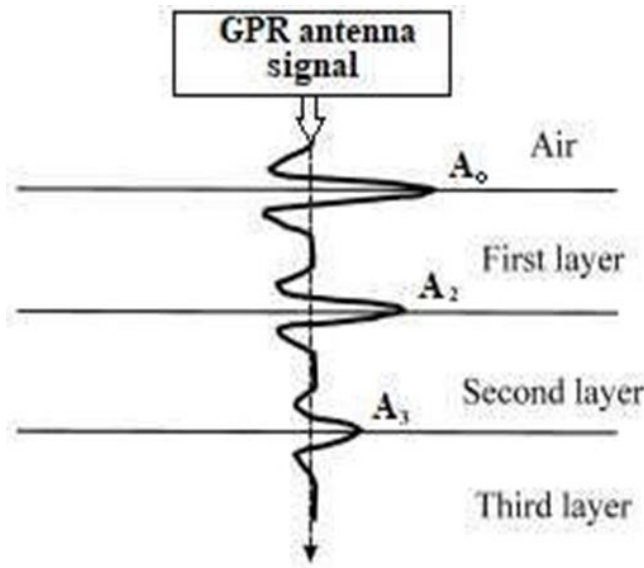 GPR antenna
signal
Air
A₀
First layer
A₂
Second layer
A₃
Third layer